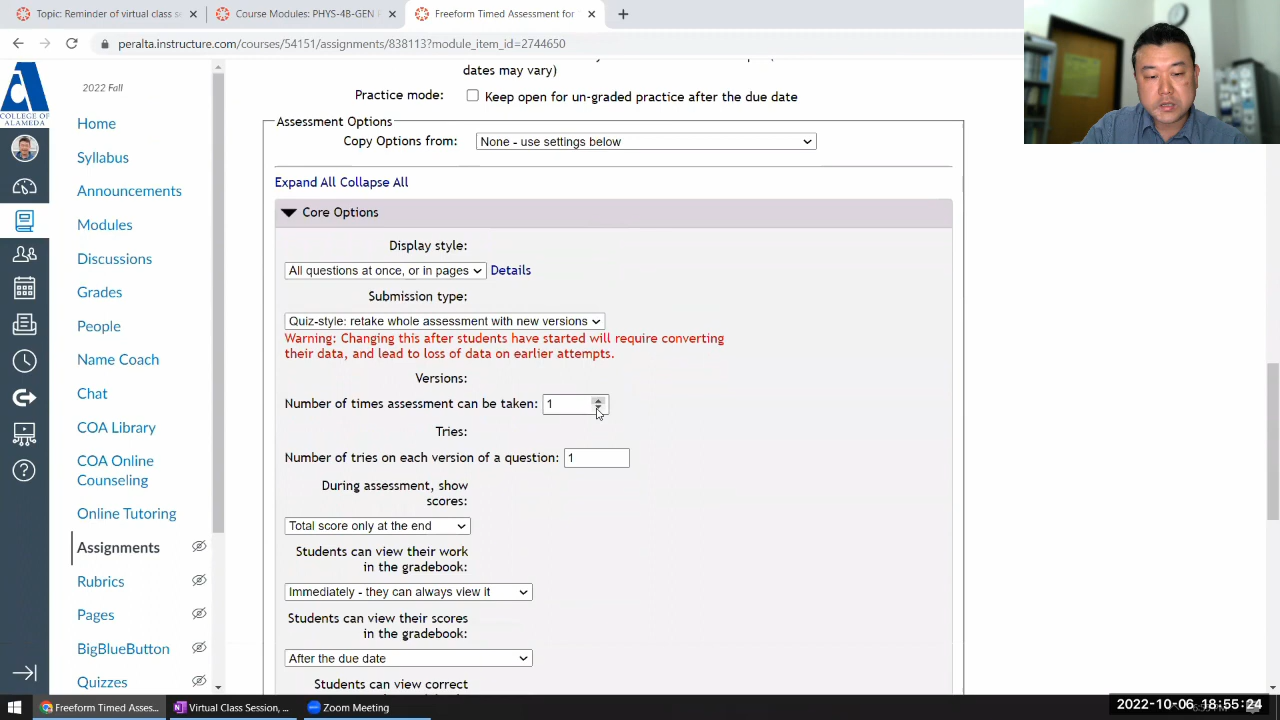 Topic: Reminder of virtual class se
Course Modules: PHYS-4B-GEN P
Freeform Timed Assessment for
peralta.instructure.com/courses/54151/assignments/838113?module_item_id=2744650
COLLEGE OF
ALAMEDA
2022 Fall
Home
Syllabus
Announcements
Modules
Discussions
Grades
People
Name Coach
Chat
COA Library
COA Online
Counseling
Online Tutoring
Assignments
Rubrics
Pages
BigBlueButton
Quizzes
dates may vary)
Practice mode:
Keep open for un-graded practice after the due date
Assessment Options
Copy Options from:
None - use settings below
Expand All Collapse All
Core Options
Display style:
All questions at once, or in pages
Details
Submission type:
Quiz-style: retake whole assessment with new versions
Warning: Changing this after students have started will require converting
their data, and lead to loss of data on earlier attempts.
Versions:
Number of times assessment can be taken: 1
Tries:
Number of tries on each version of a question: 1
During assessment, show
scores:
Total score only at the end
Students can view their work
in the gradebook:
Immediately - they can always view it
Students can view their scores
in the gradebook:
After the due date
Students can view correct
Freeform Timed Asses...
Virtual Class Session, ...
Zoom Meeting
2022-10-06 18:55:24